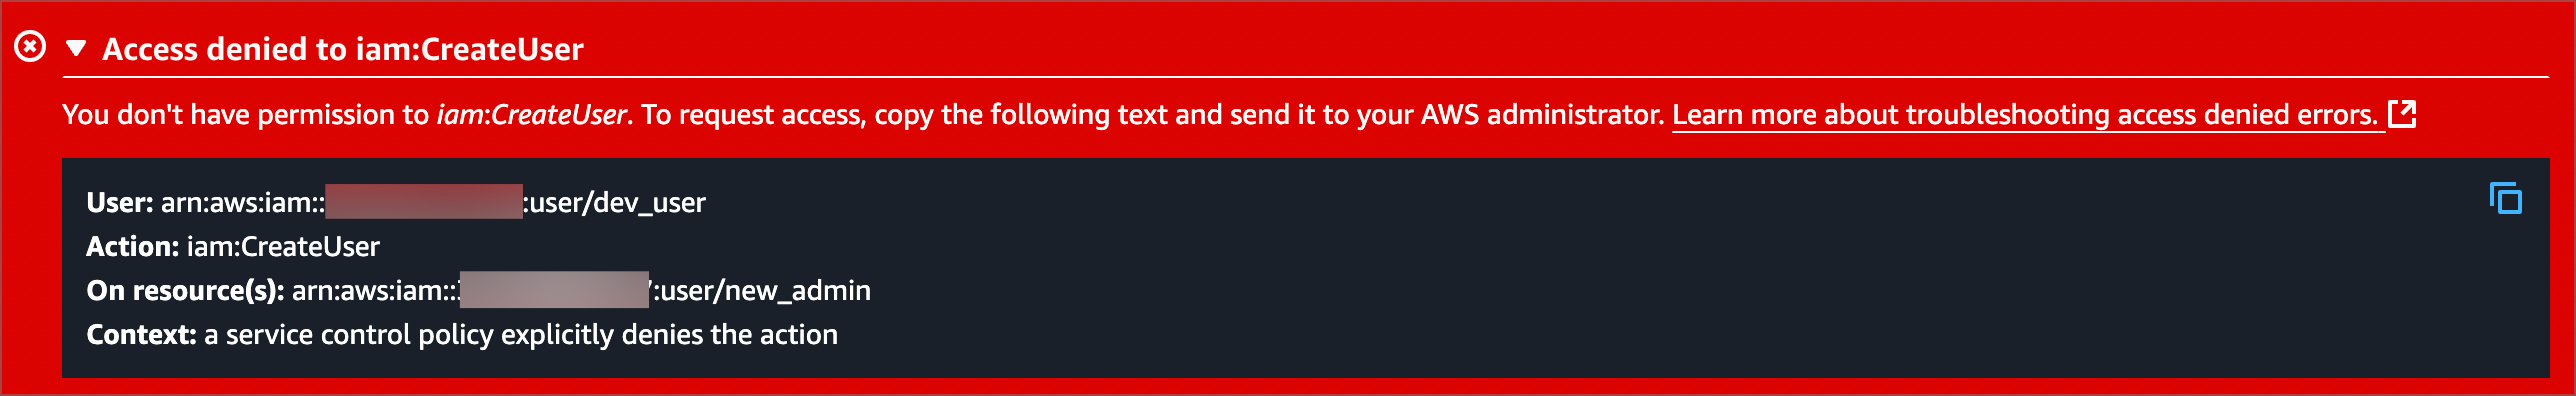 Access denied to iam:CreateUser
You don't have permission to iam:CreateUser. To request access, copy the following text and send it to your AWS administrator. Learn more about troubleshooting access denied errors.
User: arn:aws:iam:: :user/dev_user
Action: iam:CreateUser
On resource(s): arn:aws:iam:: :user/new_admin
Context: a service control policy explicitly denies the action